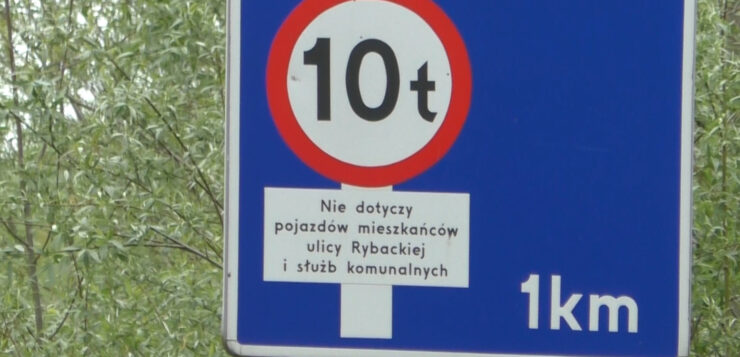 10t
Nie dotyczy
pojazdów mieszkańców
ulicy Rybackiej
i służb komunalnych
1km